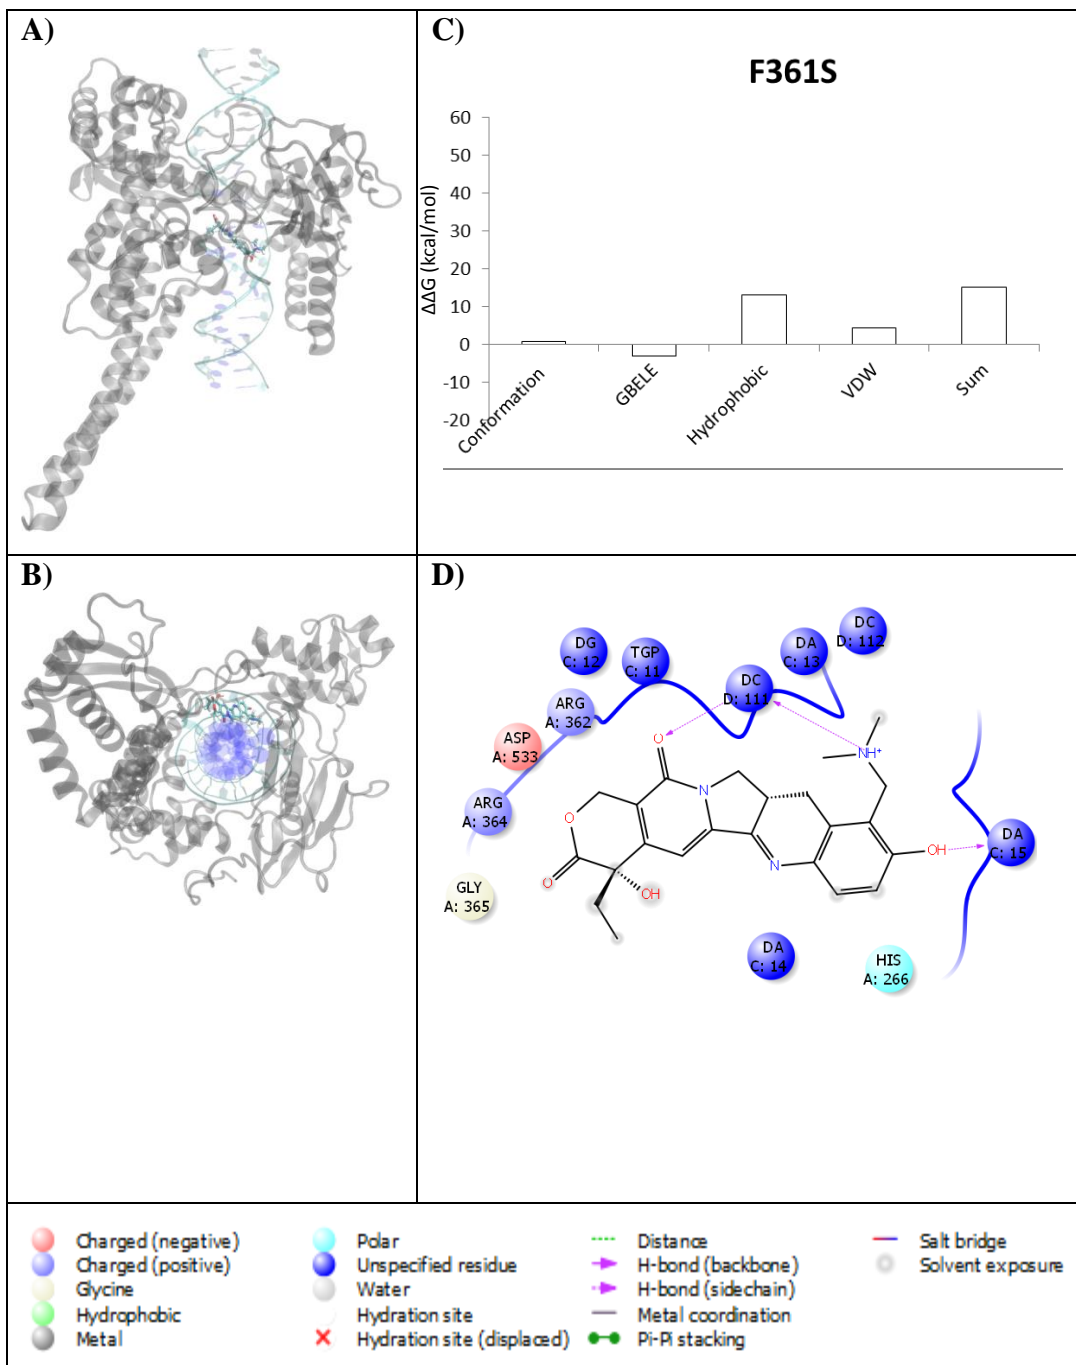 A)
C)
F361S
ΔΔG (kcal/mol)
60
50
40
30
20
10
0
-10
-20
Conformation
GBELE
Hydrophobic
VDW
Sum
B)
D)
DG
C: 12
TGP
C: 11
DC
D: 111
DA
C: 13
DC
D: 112
ARG
A: 362
ASP
A: 533
ARG
A: 364
GLY
A: 365
O
N
NH+
O
O
N
OH
OH
DA
C: 15
DA
C: 14
HIS
A: 266
Charged (negative)
Charged (positive)
Glycine
Hydrophobic
Metal
Polar
Unspecified residue
Water
Hydration site
Hydration site (displaced)
Distance
H-bond (backbone)
H-bond (sidechain)
Metal coordination
Pi-Pi stacking
Salt bridge
Solvent exposure